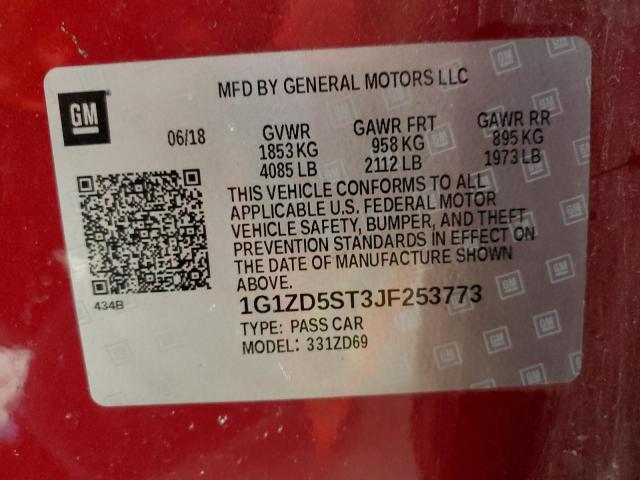 MFD BY GENERAL MOTORS LLC
GM
06/18
GVWR GAWR FRT GAWR RR
1853 KG 958 KG 895 KG
4085 LB 2112 LB 1973 LB
THIS VEHICLE CONFORMS TO ALL
APPLICABLE U.S. FEDERAL MOTOR
VEHICLE SAFETY, BUMPER, AND THEFT
PREVENTION STANDARDS IN EFFECT ON
THE DATE OF MANUFACTURE SHOWN
ABOVE.
434B
1G1ZD5ST3JF253773
TYPE: PASS CAR
MODEL: 331ZD69